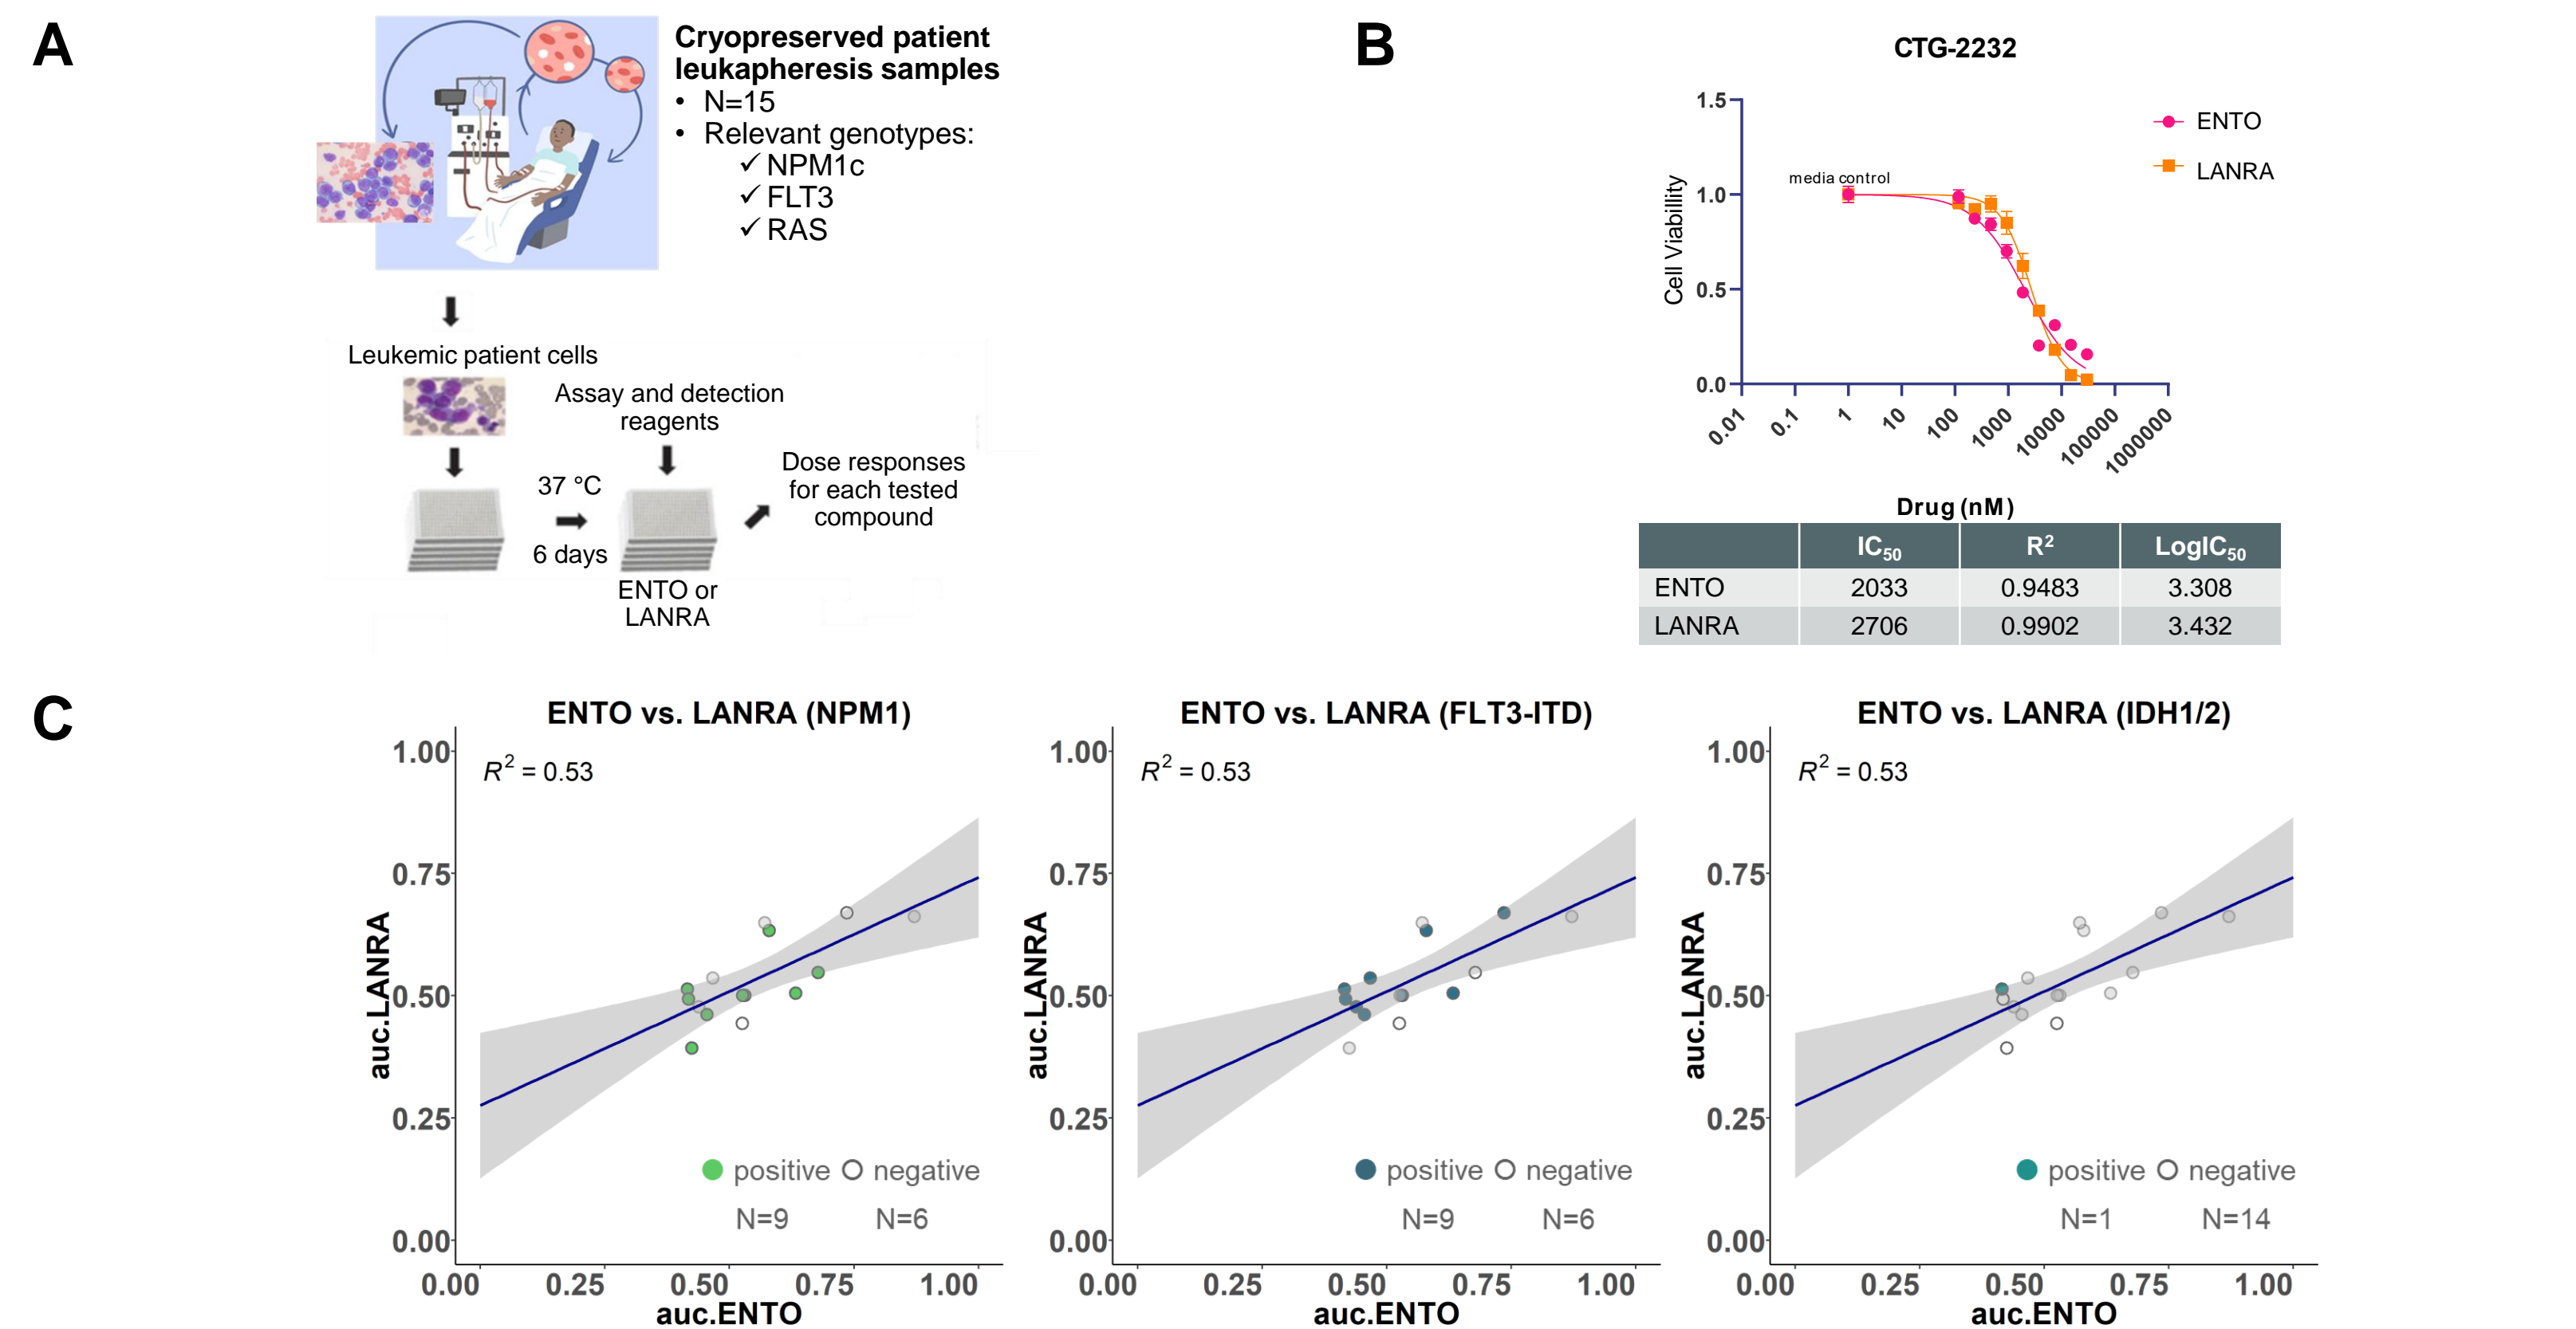 A
Cryopreserved patient
leukapheresis samples
• N=15
• Relevant genotypes:
✓ NPM1c
✓ FLT3
✓ RAS
Leukemic patient cells
Assay and detection
reagents
37 °C
6 days
Dose responses
for each tested
compound
ENTO or
LANRA
B
CTG-2232
ENTO
LANRA
media control
Cell Viabillity
1.5
1.0
0.5
0.0
0.01 0.1 1 10 100 1000 10000 100000 1000000
Drug (nM)
IC50 R2 LogIC50
ENTO 2033 0.9483 3.308
LANRA 2706 0.9902 3.432
C
ENTO vs. LANRA (NPM1)
R2 = 0.53
auc.LANRA
1.00
0.75
0.50
0.25
0.00
positive negative
N=9 N=6
0.00 0.25 0.50 0.75 1.00
auc.ENTO
ENTO vs. LANRA (FLT3-ITD)
R2 = 0.53
auc.LANRA
1.00
0.75
0.50
0.25
0.00
positive negative
N=9 N=6
0.00 0.25 0.50 0.75 1.00
auc.ENTO
ENTO vs. LANRA (IDH1/2)
R2 = 0.53
auc.LANRA
1.00
0.75
0.50
0.25
0.00
positive negative
N=1 N=14
0.00 0.25 0.50 0.75 1.00
auc.ENTO